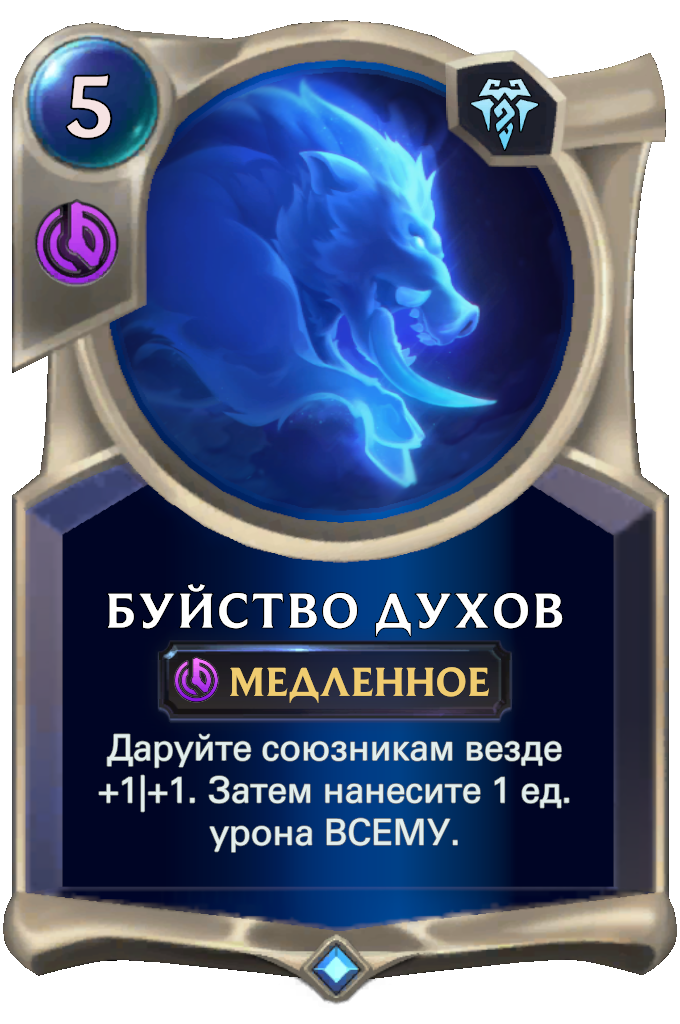 5
БУЙСТВО ДУХОВ
МЕДЛЕННОЕ
Даруйте союзникам везде
+1|+1. Затем нанесите 1 ед.
урона ВСЕМУ.